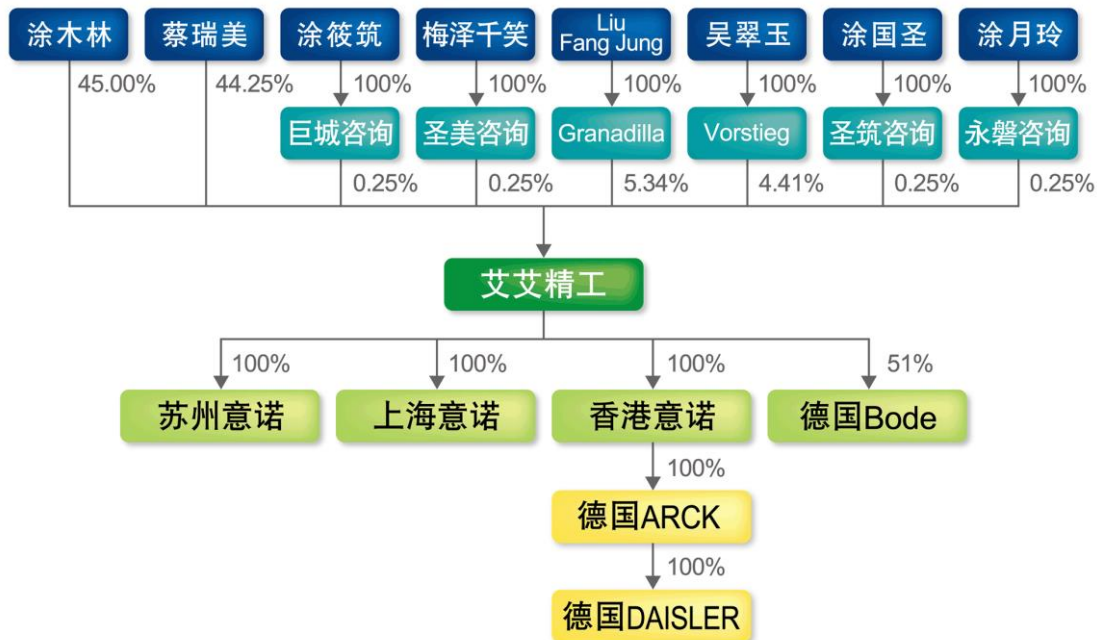 涂木林
蔡瑞美
涂筱筑
梅泽千笑
Liu
Fang Jung
吴翠玉
涂国圣
涂月玲
45.00%
44.25%
100%
100%
100%
100%
100%
100%
巨城咨询
圣美咨询
Granadilla
Vorstieg
圣筑咨询
永磐咨询
0.25%
0.25%
5.34%
4.41%
0.25%
0.25%
艾艾精工
100%
100%
100%
51%
苏州意诺
上海意诺
香港意诺
德国Bode
100%
德国ARCK
100%
德国DAISLER